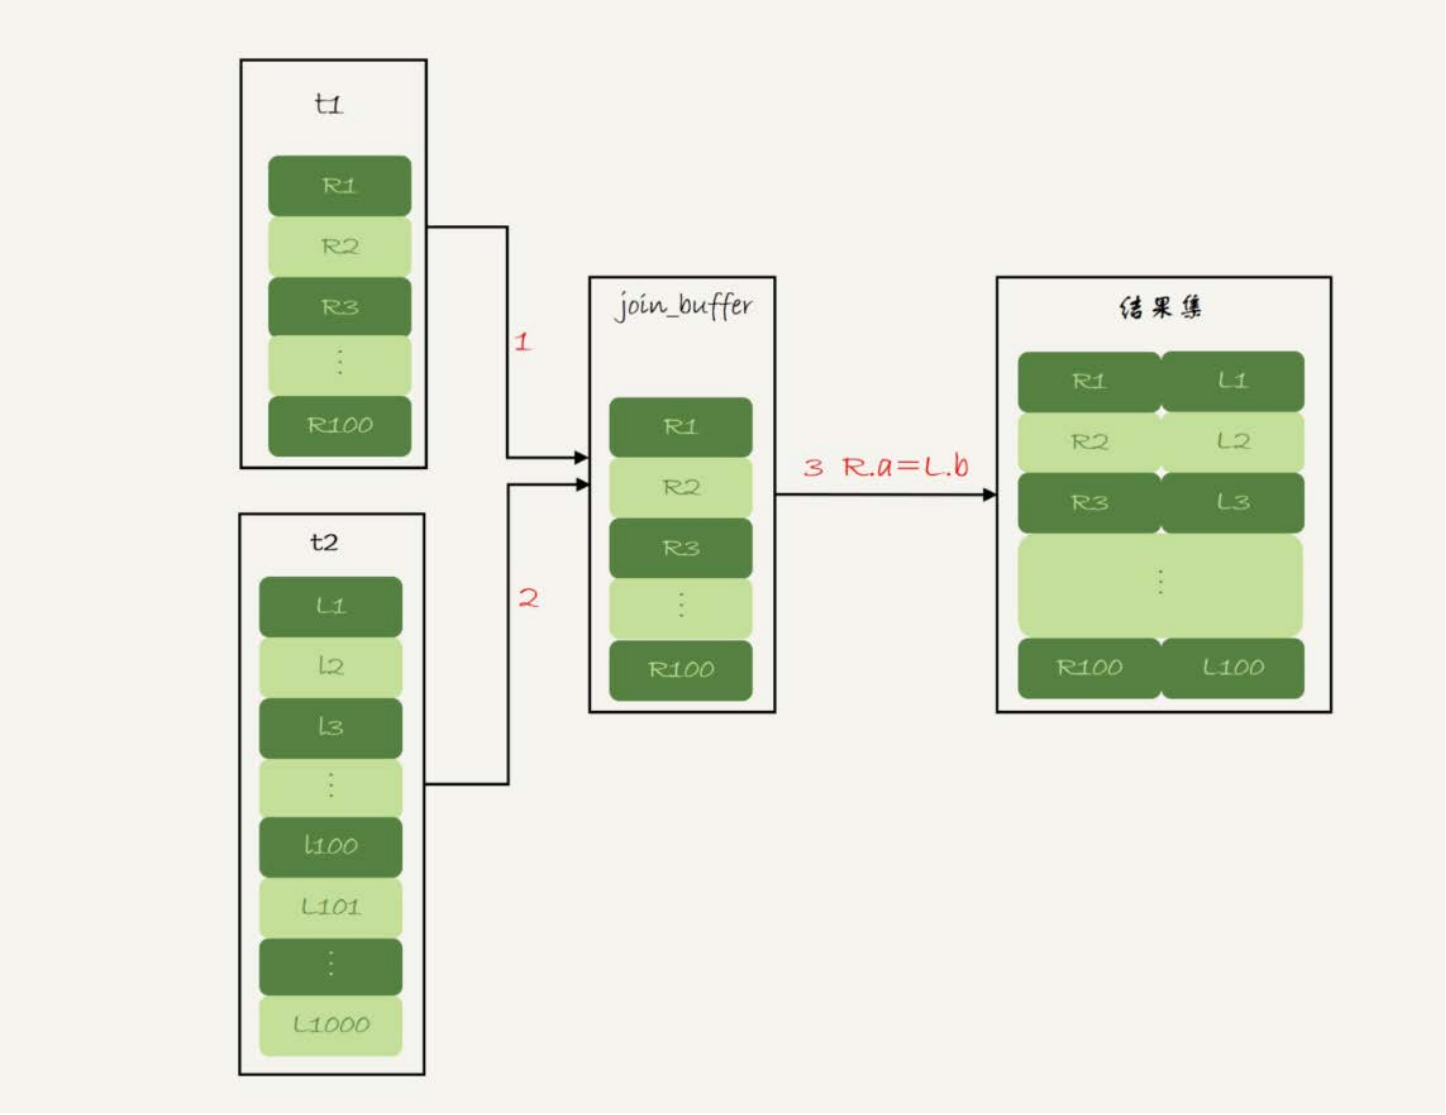 t1
R1
R2
R3
⋮
R100
1
t2
L1
l2
l3
⋮
l100
L101
⋮
L1000
2
join_buffer
R1
R2
R3
⋮
R100
3 R.a=L.b
结果集
R1 L1
R2 L2
R3 L3
⋮
R100 L100